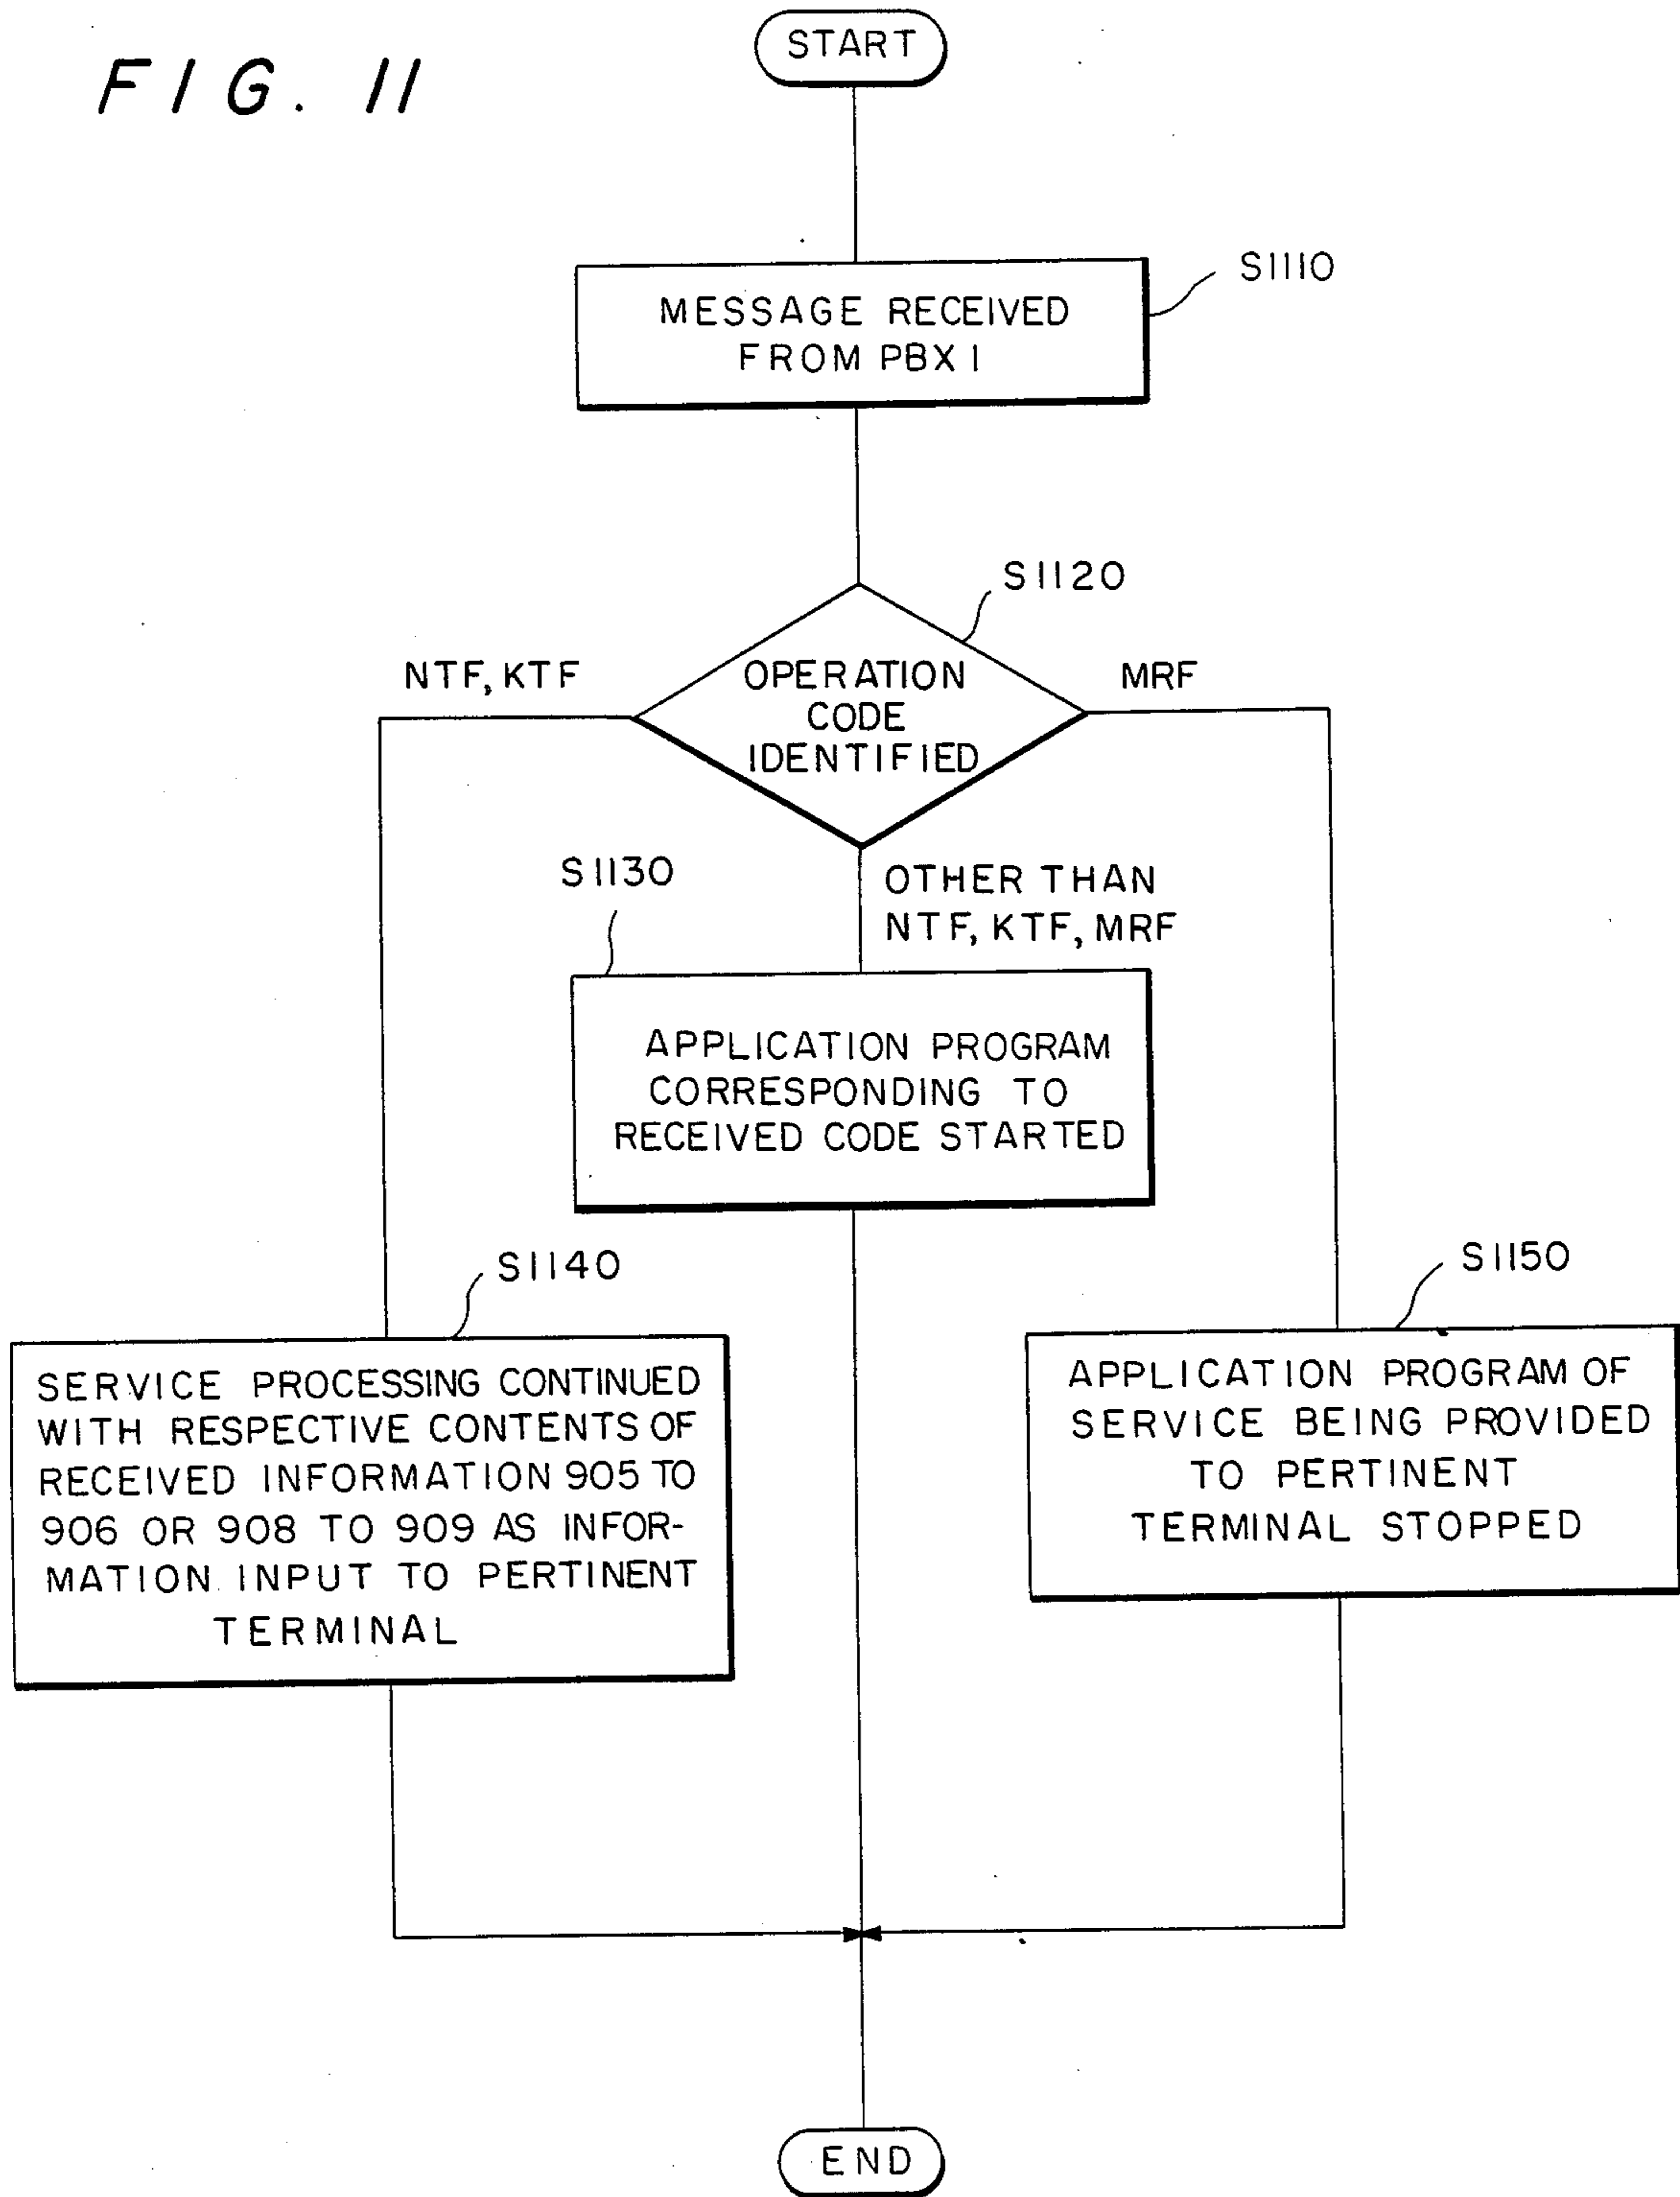 FIG. 11
START
S1110
MESSAGE RECEIVED
FROM PBX 1
S1120
NTF, KTF
OPERATION
CODE
IDENTIFIED
MRF
S1130
OTHER THAN
NTF, KTF, MRF
APPLICATION PROGRAM
CORRESPONDING TO
RECEIVED CODE STARTED
S1140
SERVICE PROCESSING CONTINUED
WITH RESPECTIVE CONTENTS OF
RECEIVED INFORMATION 905 TO
906 OR 908 TO 909 AS INFOR-
MATION INPUT TO PERTINENT
TERMINAL
S1150
APPLICATION PROGRAM OF
SERVICE BEING PROVIDED
TO PERTINENT
TERMINAL STOPPED
END